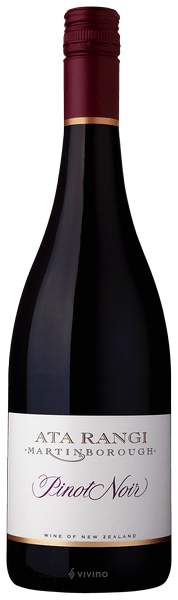 ATA RANGI
·MARTINBOROUGH·
Pinot Noir
WINE OF NEW ZEALAND
vivino